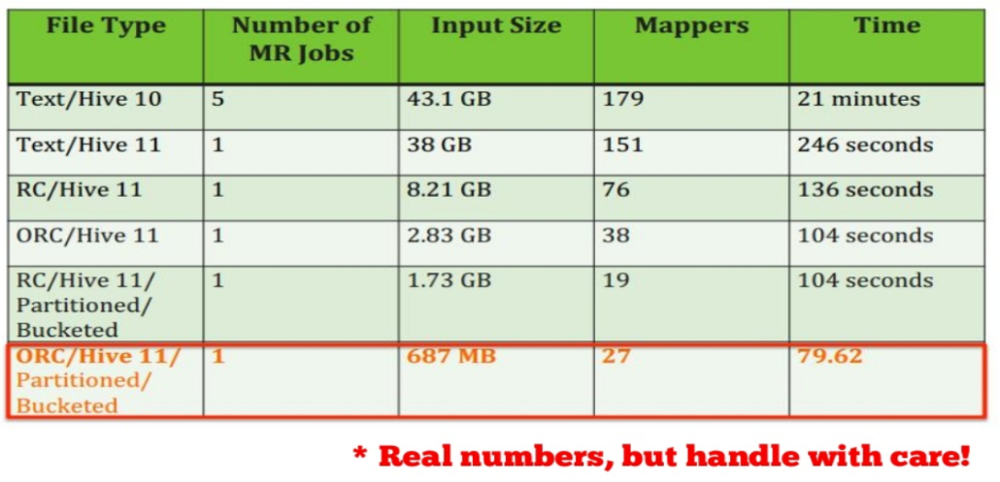 File Type Number of Input Size Mappers Time
MR Jobs
Text/Hive 10 5 43.1 GB 179 21 minutes
Text/Hive 11 1 38 GB 151 246 seconds
RC/Hive 11 1 8.21 GB 76 136 seconds
ORC/Hive 11 1 2.83 GB 38 104 seconds
RC/Hive 11/ 1 1.73 GB 19 104 seconds
Partitioned/
Bucketed
ORC/Hive 11/ 1 687 MB 27 79.62
Partitioned/
Bucketed
* Real numbers, but handle with care!